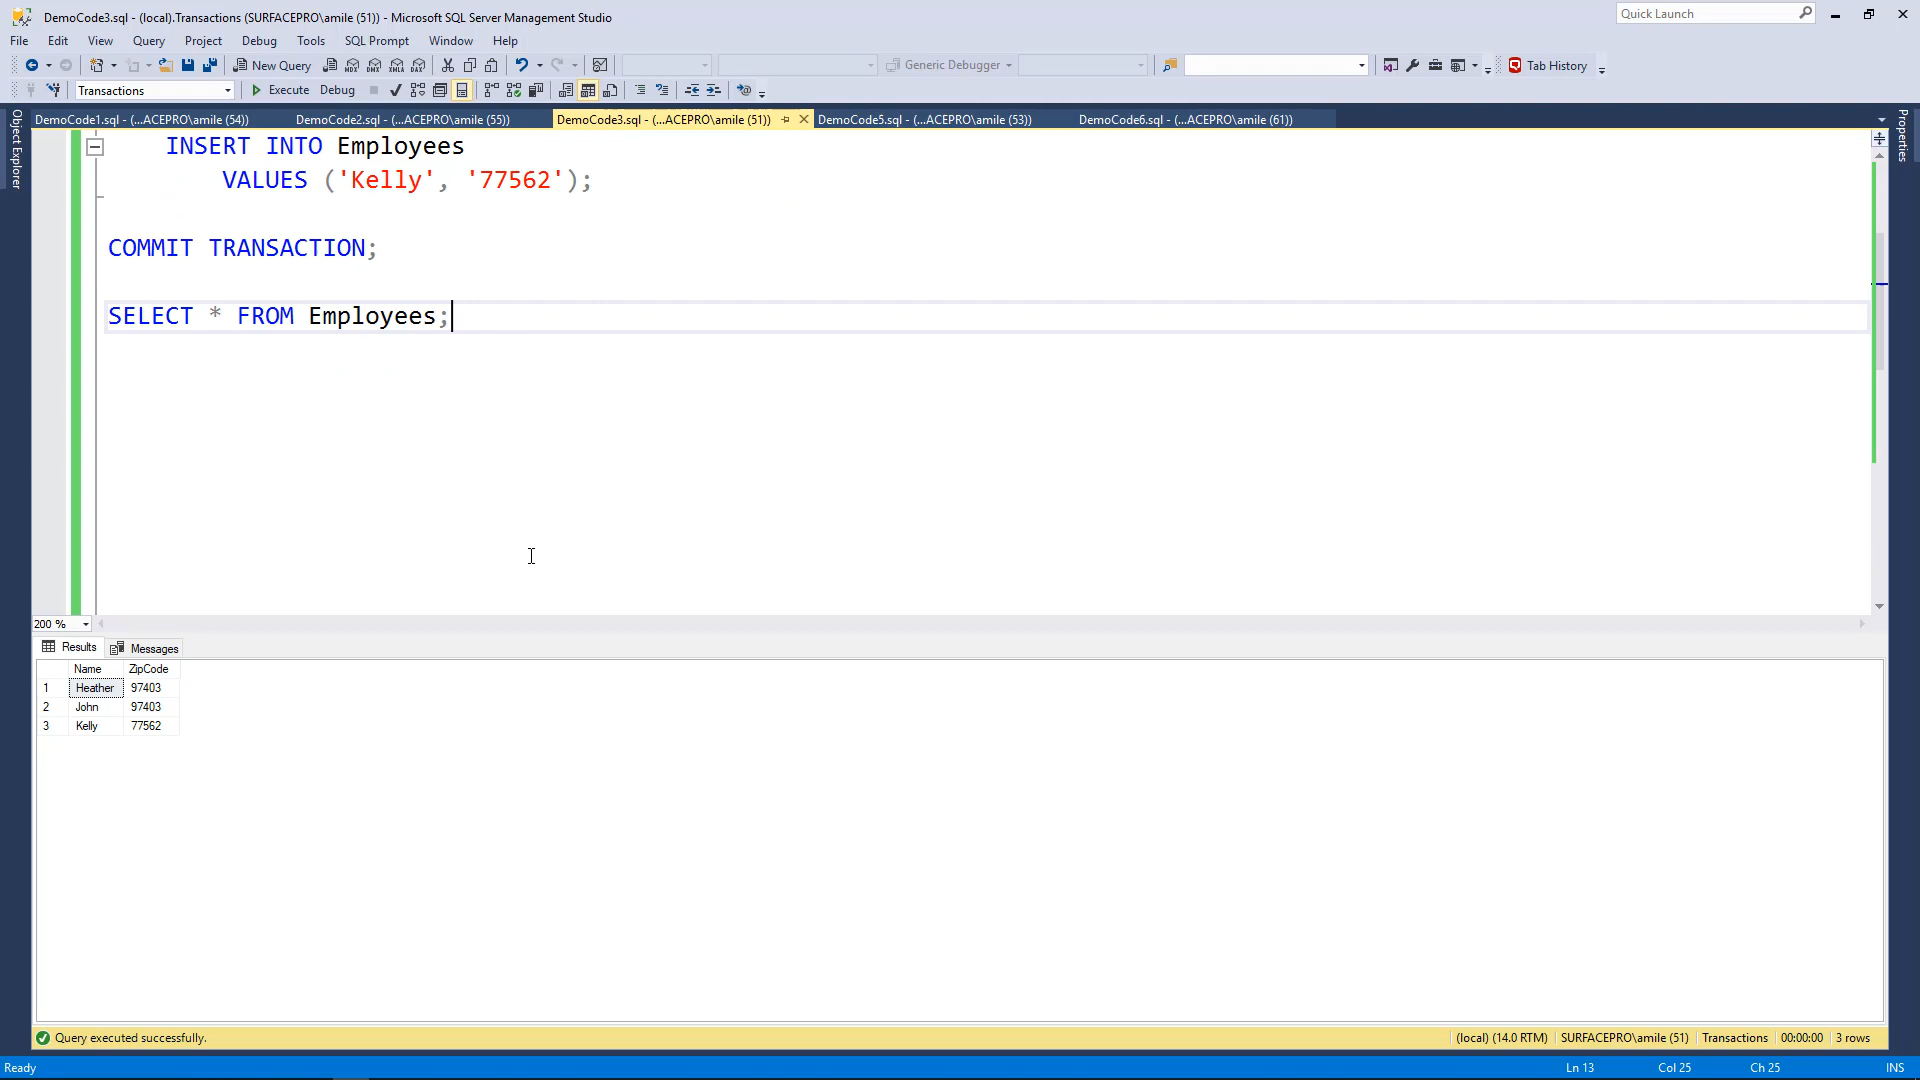 DemoCode3.sql - (local).Transactions (SURFACEPRO\amile (51)) - Microsoft SQL Server Management Studio
Quick Launch
File Edit View Query Project Debug Tools SQL Prompt Window Help
New Query
Generic Debugger
Tab History
Transactions
Execute Debug
DemoCode1.sql - (...ACEPRO\amile (54)) DemoCode2.sql - (...ACEPRO\amile (55)) DemoCode3.sql - (...ACEPRO\amile (51)) DemoCode5.sql - (...ACEPRO\amile (53)) DemoCode6.sql - (...ACEPRO\amile (61))
Object Explorer
Properties
INSERT INTO Employees
VALUES ('Kelly', '77562');
COMMIT TRANSACTION;
SELECT * FROM Employees;
200 %
Results Messages
Name ZipCode
1 Heather 97403
2 John 97403
3 Kelly 77562
Query executed successfully. (local) (14.0 RTM) SURFACEPRO\amile (51) Transactions 00:00:00 3 rows
Ready Ln 13 Col 25 Ch 25 INS